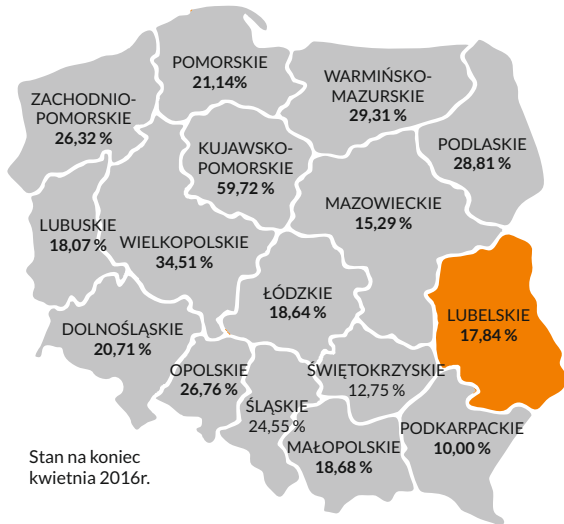 POMORSKIE
21,14%
WARMIŃSKO-
MAZURSKIE
29,31 %
ZACHODNIO-
POMORSKIE
26,32 %
KUJAWSKO-
POMORSKIE
59,72 %
PODLASKIE
28,81 %
MAZOWIECKIE
15,29 %
LUBUSKIE
18,07 %
WIELKOPOLSKIE
34,51 %
ŁÓDZKIE
18,64 %
LUBELSKIE
17,84 %
DOLNOŚLĄSKIE
20,71 %
OPOLSKIE
26,76 %
ŚWIĘTOKRZYSKIE
12,75 %
ŚLĄSKIE
24,55 %
MAŁOPOLSKIE
18,68 %
PODKARPACKIE
10,00 %
Stan na koniec
kwietnia 2016r.